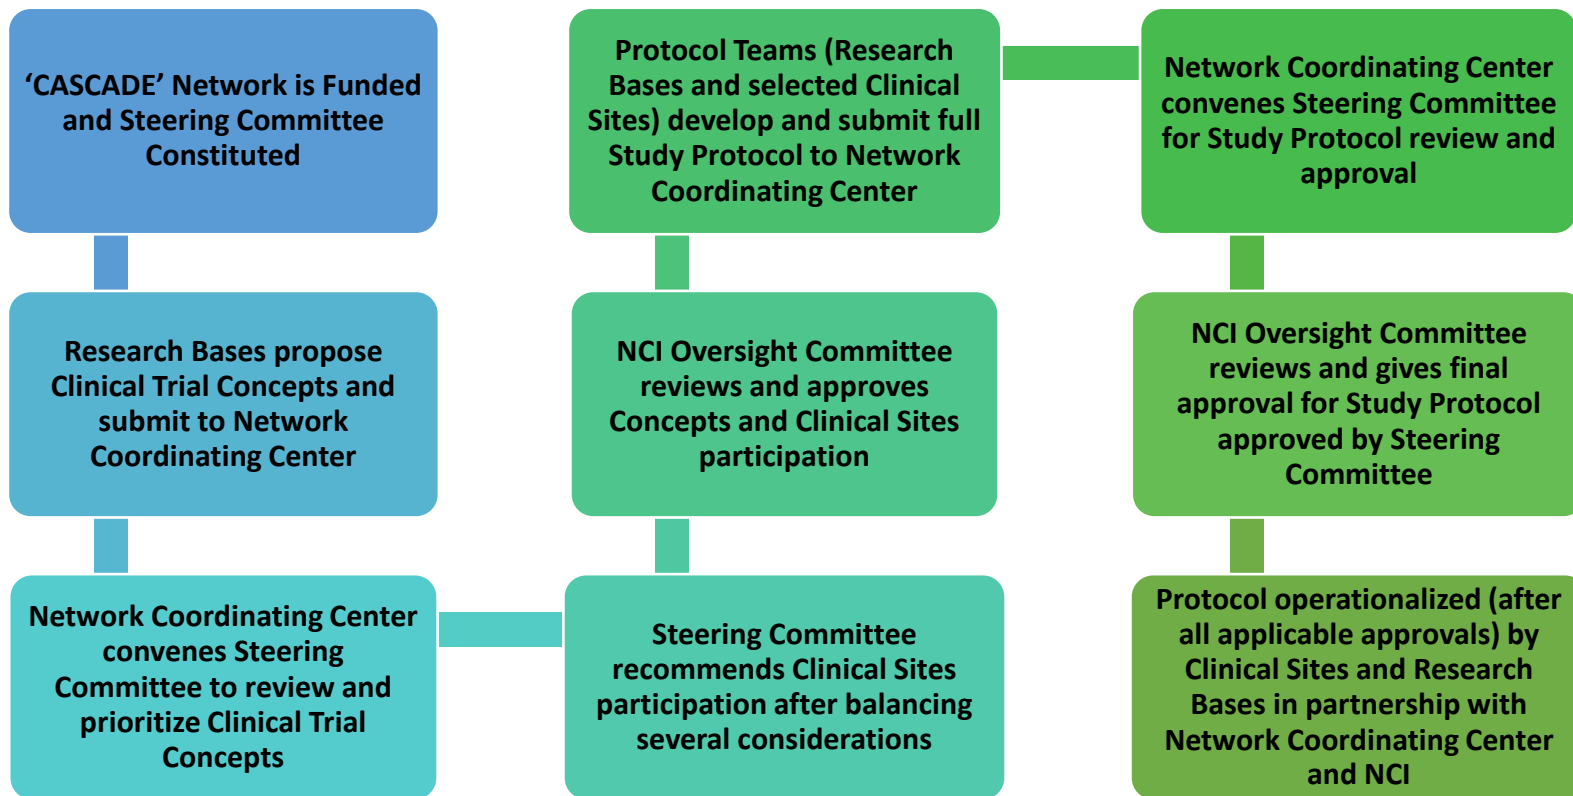 ‘CASCADE’ Network is Funded
and Steering Committee
Constituted
Research Bases propose
Clinical Trial Concepts and
submit to Network
Coordinating Center
Network Coordinating Center
convenes Steering
Committee to review and
prioritize Clinical Trial
Concepts
Steering Committee
recommends Clinical Sites
participation after balancing
several considerations
NCI Oversight Committee
reviews and approves
Concepts and Clinical Sites
participation
Protocol Teams (Research
Bases and selected Clinical
Sites) develop and submit full
Study Protocol to Network
Coordinating Center
Network Coordinating Center
convenes Steering Committee
for Study Protocol review and
approval
NCI Oversight Committee
reviews and gives final
approval for Study Protocol
approved by Steering
Committee
Protocol operationalized (after
all applicable approvals) by
Clinical Sites and Research
Bases in partnership with
Network Coordinating Center
and NCI